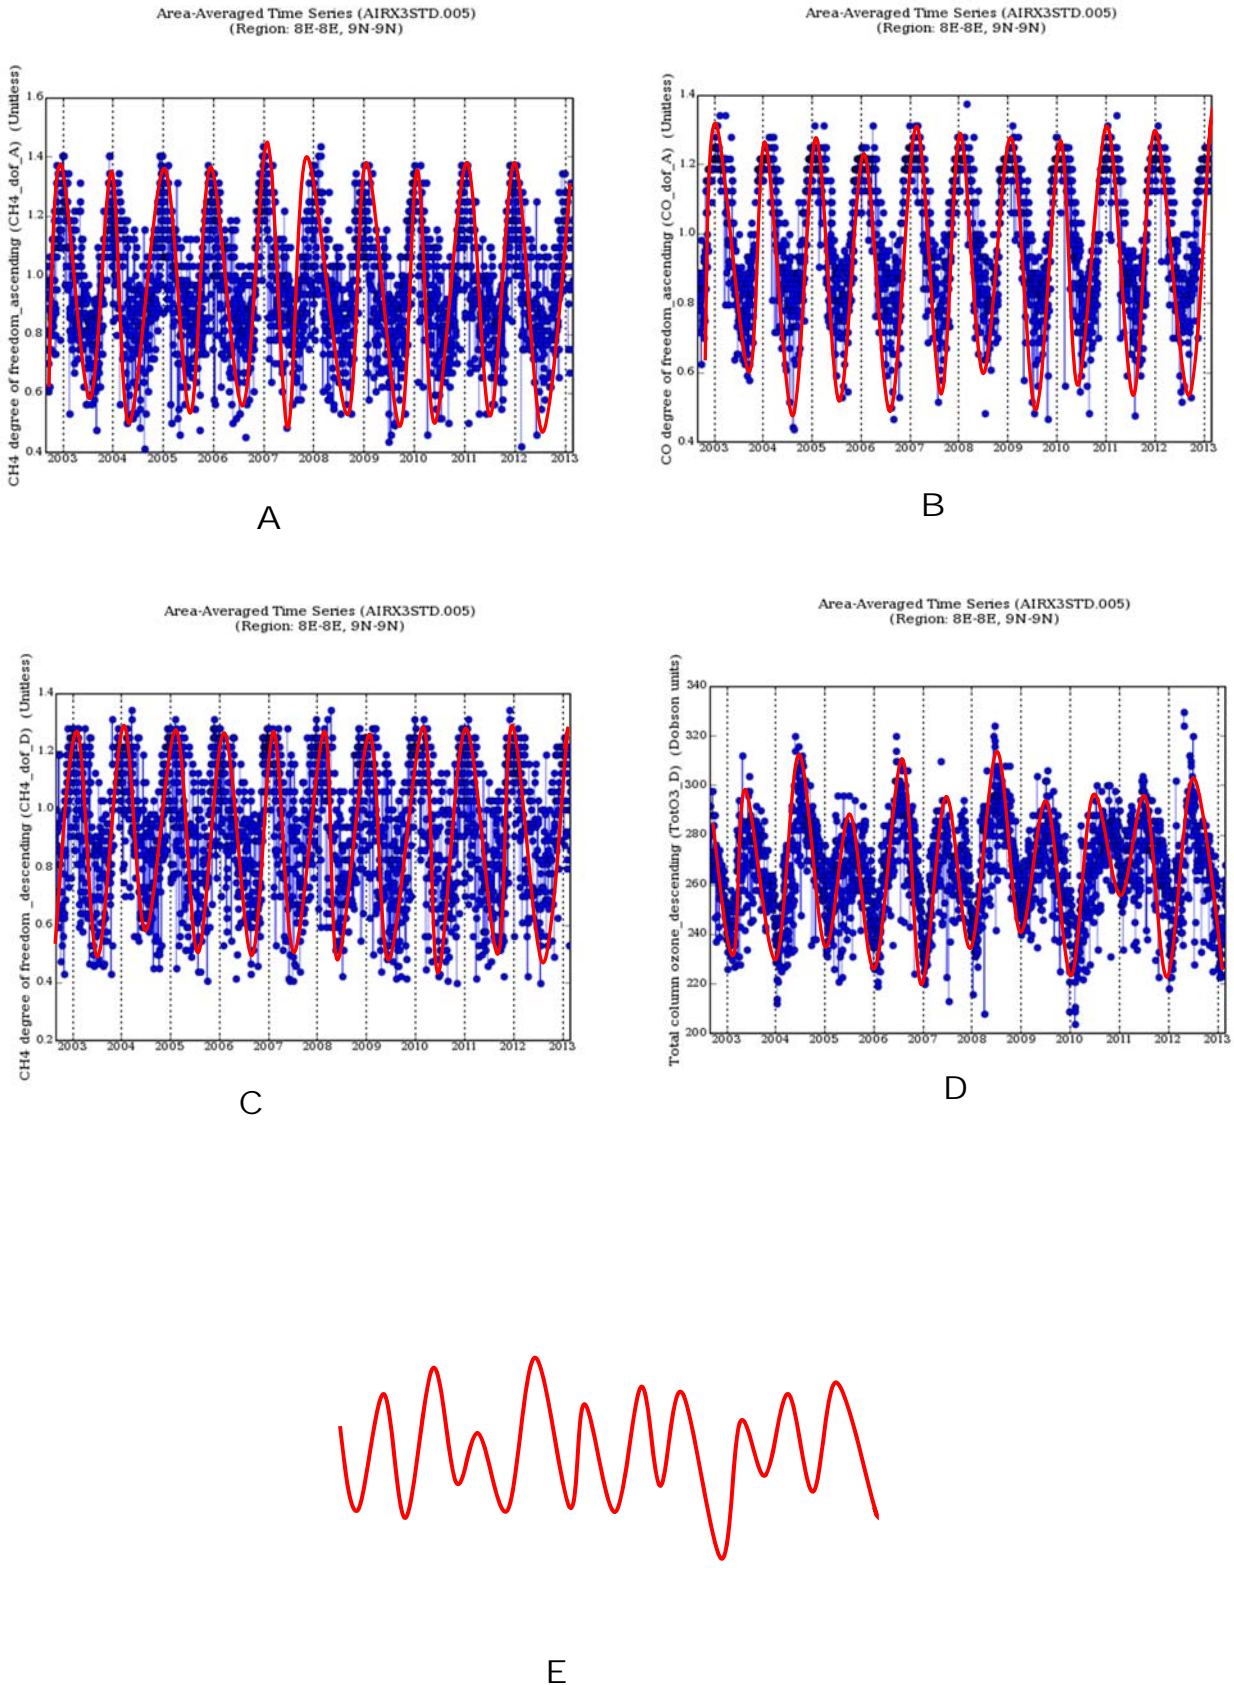 Area-Averaged Time Series (AIRX3STD.005)
(Region: 8E-8E, 9N-9N)
CH4 degree of freedom_ascending (CH4_dof_A) (Unitless)
1.6
1.4
1.2
1.0
0.8
0.6
0.4
2003 2004 2005 2006 2007 2008 2009 2010 2011 2012 2013
A
Area-Averaged Time Series (AIRX3STD.005)
(Region: 8E-8E, 9N-9N)
CO degree of freedom_ascending (CO_dof_A) (Unitless)
1.4
1.2
1.0
0.8
0.6
0.4
2003 2004 2005 2006 2007 2008 2009 2010 2011 2012 2013
B
Area-Averaged Time Series (AIRX3STD.005)
(Region: 8E-8E, 9N-9N)
CH4 degree of freedom_descending (CH4_dof_D) (Unitless)
1.4
1.2
1.0
0.8
0.6
0.4
0.2
2003 2004 2005 2006 2007 2008 2009 2010 2011 2012 2013
C
Area-Averaged Time Series (AIRX3STD.005)
(Region: 8E-8E, 9N-9N)
Total column ozone_descending (TotO3_D) (Dobson units)
340
320
300
280
260
240
220
200
2003 2004 2005 2006 2007 2008 2009 2010 2011 2012 2013
D
E